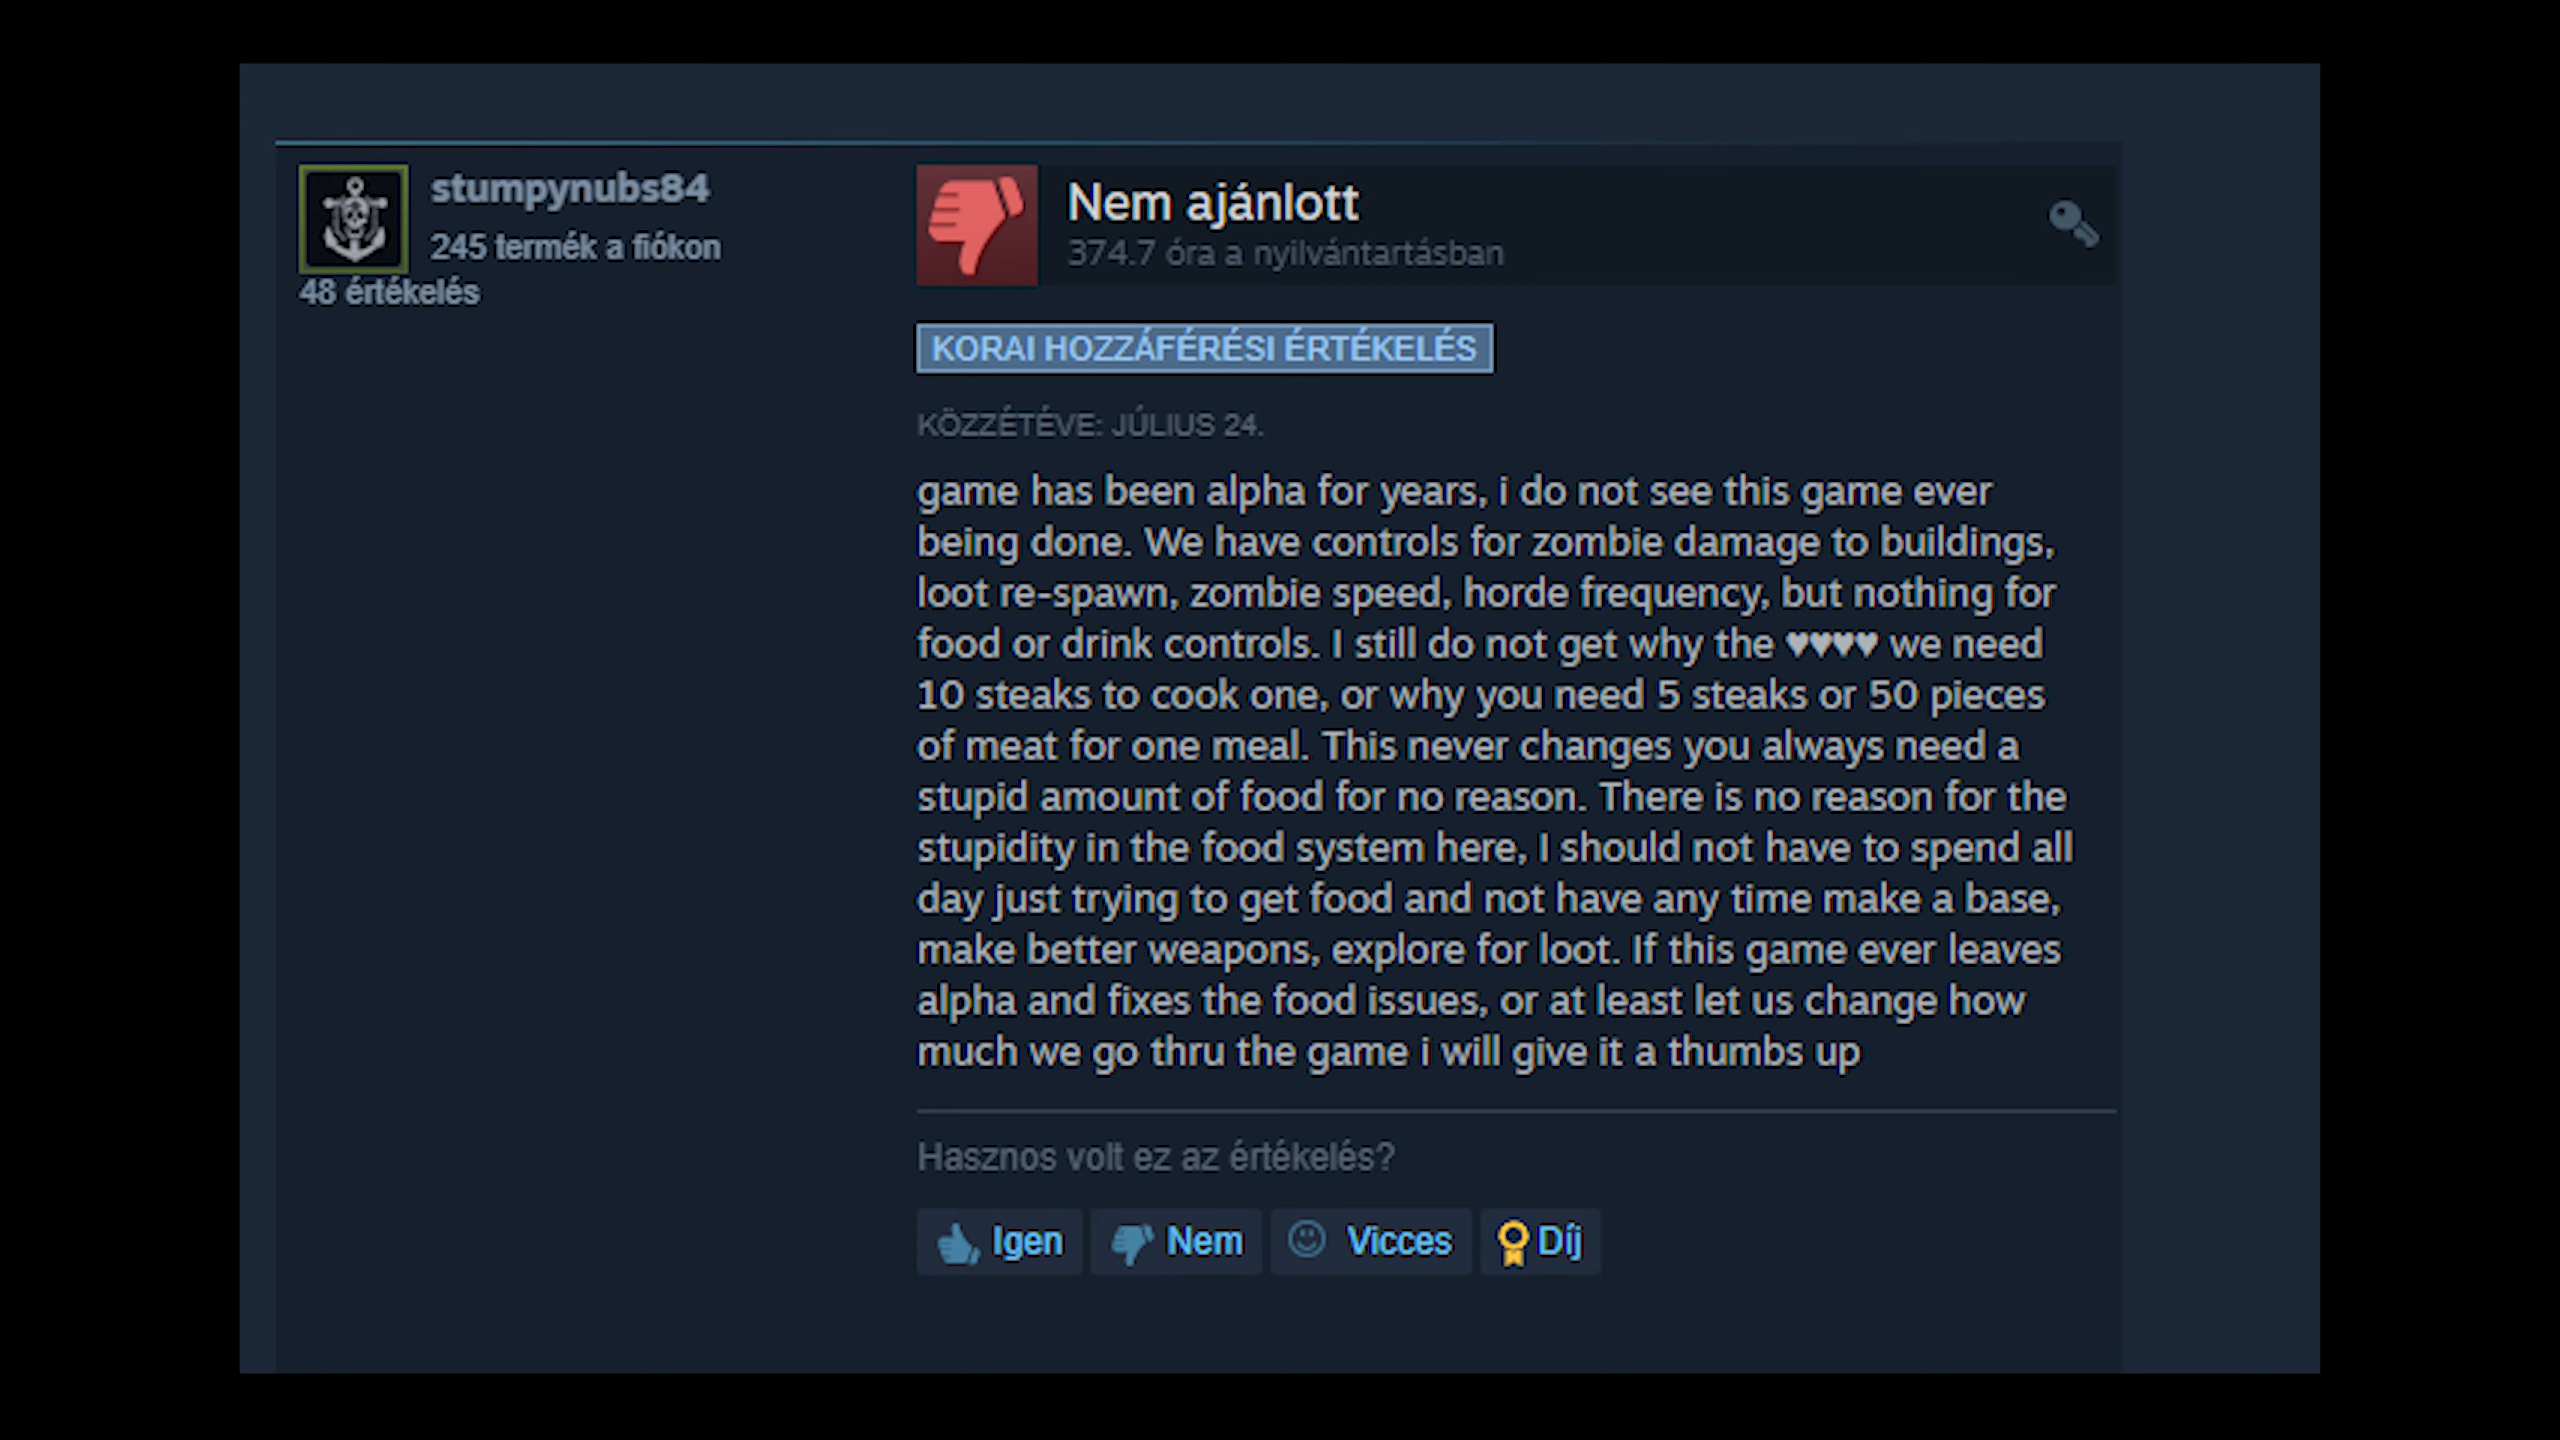 stumpynubs84
245 termék a fiókon
48 értékelés
Nem ajánlott
374.7 óra a nyilvántartásban
KORAI HOZZÁFÉRÉSI ÉRTÉKELÉS
KÖZZÉTÉVE: JÚLIUS 24.
game has been alpha for years, i do not see this game ever
being done. We have controls for zombie damage to buildings,
loot re-spawn, zombie speed, horde frequency, but nothing for
food or drink controls. I still do not get why the ♥♥♥♥ we need
10 steaks to cook one, or why you need 5 steaks or 50 pieces
of meat for one meal. This never changes you always need a
stupid amount of food for no reason. There is no reason for the
stupidity in the food system here, I should not have to spend all
day just trying to get food and not have any time make a base,
make better weapons, explore for loot. If this game ever leaves
alpha and fixes the food issues, or at least let us change how
much we go thru the game i will give it a thumbs up
Hasznos volt ez az értékelés?
Igen Nem Vicces Díj